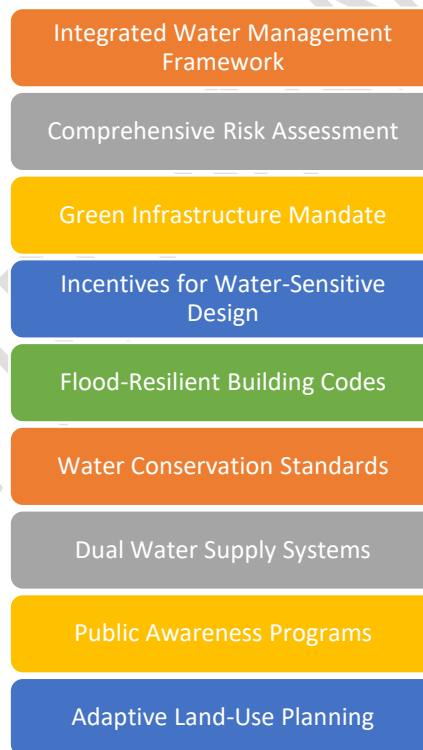 Integrated Water Management
Framework
Comprehensive Risk Assessment
Green Infrastructure Mandate
Incentives for Water-Sensitive
Design
Flood-Resilient Building Codes
Water Conservation Standards
Dual Water Supply Systems
Public Awareness Programs
Adaptive Land-Use Planning